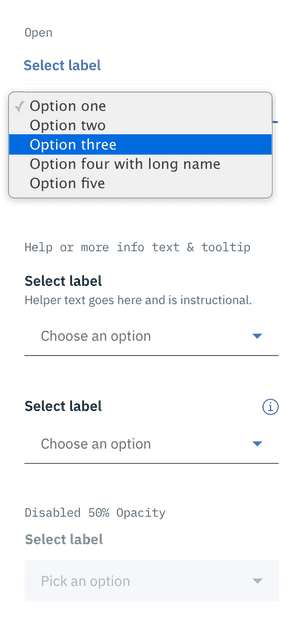 Open
Select label
Option one
Option two
Option three
Option four with long name
Option five
Help or more info text & tooltip
Select label
Helper text goes here and is instructional.
Choose an option
Select label
Choose an option
Disabled 50% Opacity
Select label
Pick an option